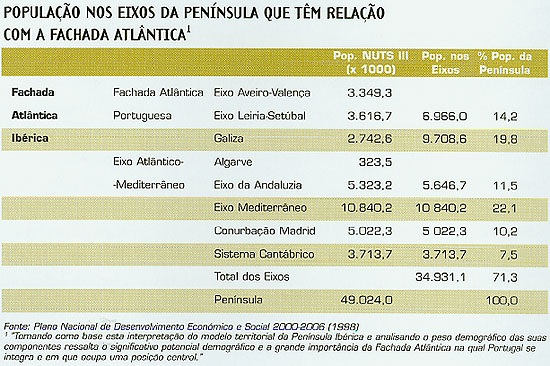 POPULAÇÃO NOS EIXOS DA PENÍNSULA QUE TÊM RELAÇÃO
COM A FACHADA ATLÂNTICA¹
Pop. NUTS III Pop. nos % Pop. da
(x 1000) Eixos Península
Fachada Fachada Atlântica Eixo Aveiro-Valença 3.349,3
Atlântica Portuguesa Eixo Leiria-Setúbal 3.616,7 6.966,0 14,2
Ibérica Galiza 2.742,6 9.708,6 19,8
Eixo Atlântico- Algarve 323,5
-Mediterrâneo Eixo da Andaluzia 5.323,2 5.646,7 11,5
Eixo Mediterrâneo 10.840,2 10 840,2 22,1
Conurbação Madrid 5.022,3 5 022,3 10,2
Sistema Cantábrico 3.713,7 3.713,7 7,5
Total dos Eixos 34.931,1 71,3
Península 49.024,0 100,0
Fonte: Plano Nacional de Desenvolvimento Económico e Social 2000-2006 (1998)
¹ "Tomando como base esta interpretação do modelo territorial da Península Ibérica e analisando o peso demográfico das suas
componentes ressalta o significativo potencial demográfico e a grande importância da Fachada Atlântica na qual Portugal se
integra e em que ocupa uma posição control."